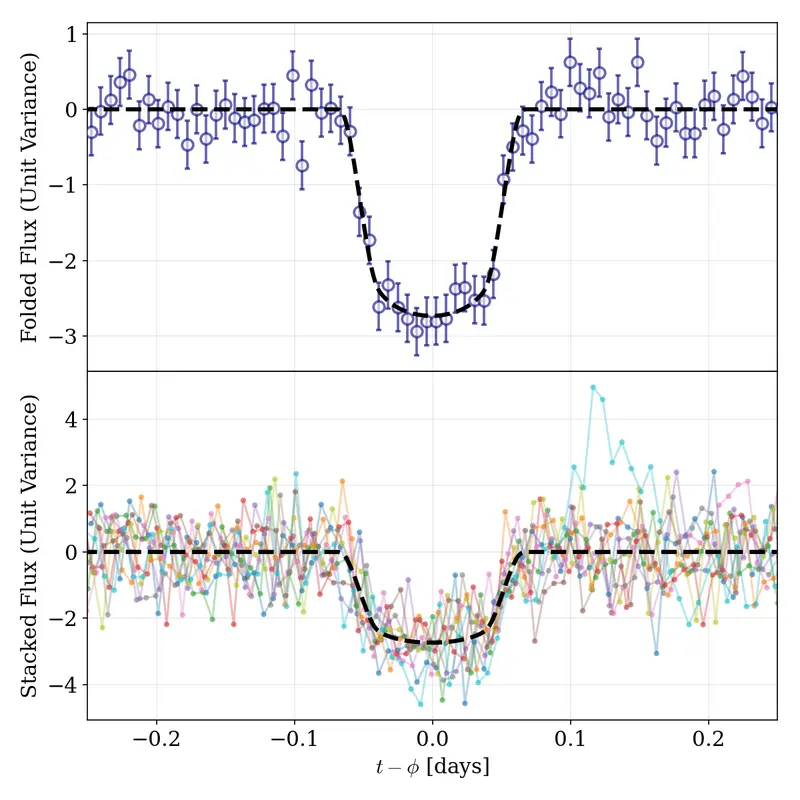 Folded Flux (Unit Variance)
1
0
−1
−2
−3
Stacked Flux (Unit Variance)
4
2
0
−2
−4
−0.2 −0.1 0.0 0.1 0.2
t − ϕ [days]